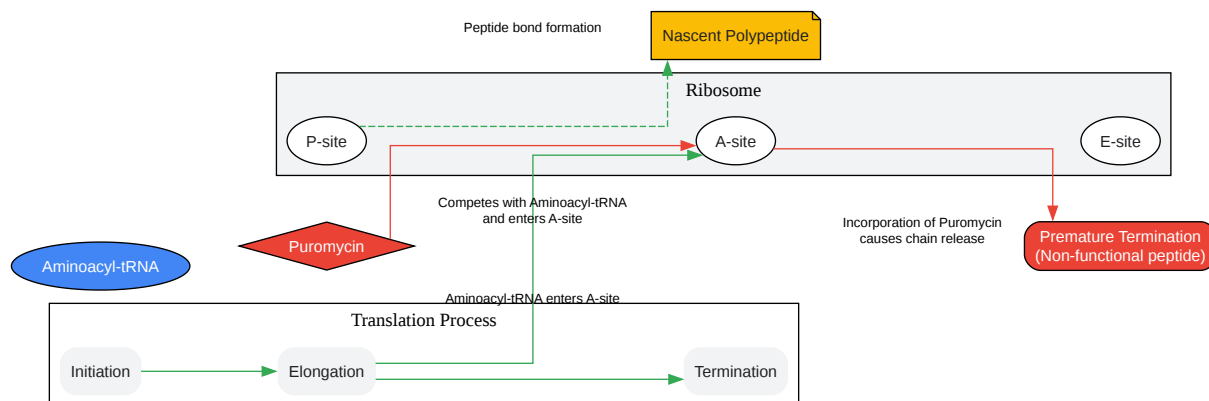 Peptide bond formation
Nascent Polypeptide
Ribosome
P-site
A-site
E-site
Competes with Aminoacyl-tRNA
and enters A-site
Incorporation of Puromycin
causes chain release
Premature Termination
(Non-functional peptide)
Puromycin
Aminoacyl-tRNA
Aminoacyl-tRNA enters A-site
Translation Process
Initiation
Elongation
Termination